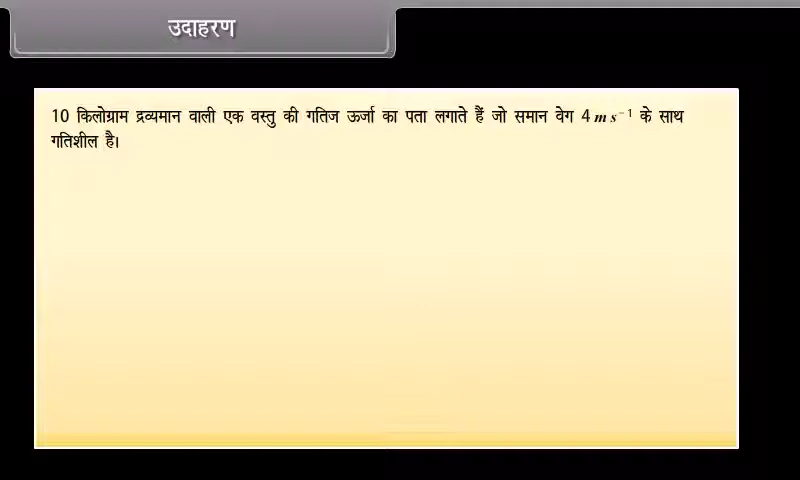 उदाहरण
10 किलोग्राम द्रव्यमान वाली एक वस्तु की गतिज ऊर्जा का पता लगाते हैं जो समान वेग 4 m s⁻¹ के साथ
गतिशील है।